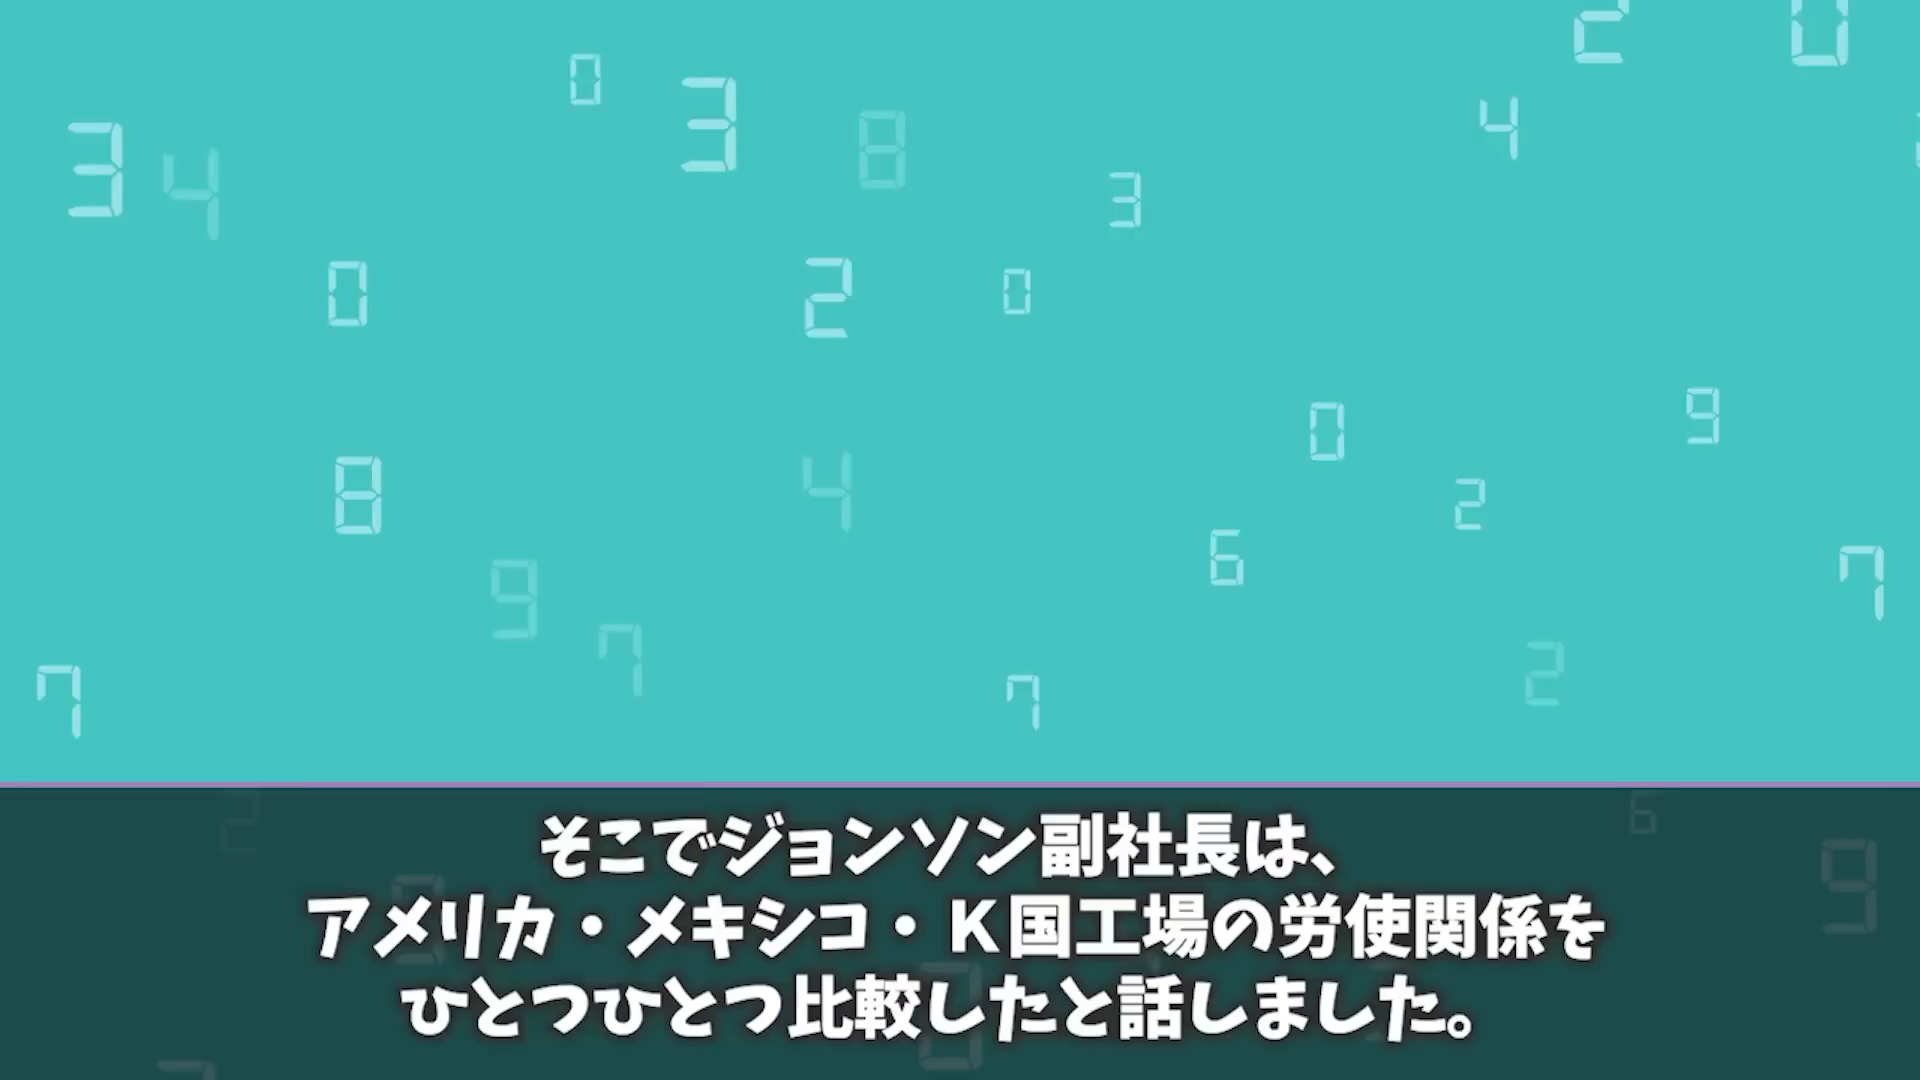 そこでジョンソン副社長は、
アメリカ・メキシコ・K国工場の労使関係を
ひとつひとつ比較したと話しました。